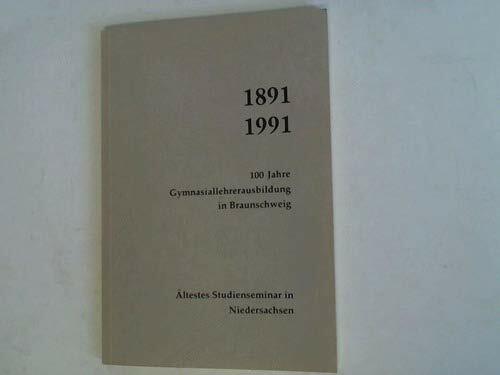 1891
1991
100 Jahre
Gymnasiallehrerausbildung
in Braunschweig
Ältestes Studienseminar in
Niedersachsen